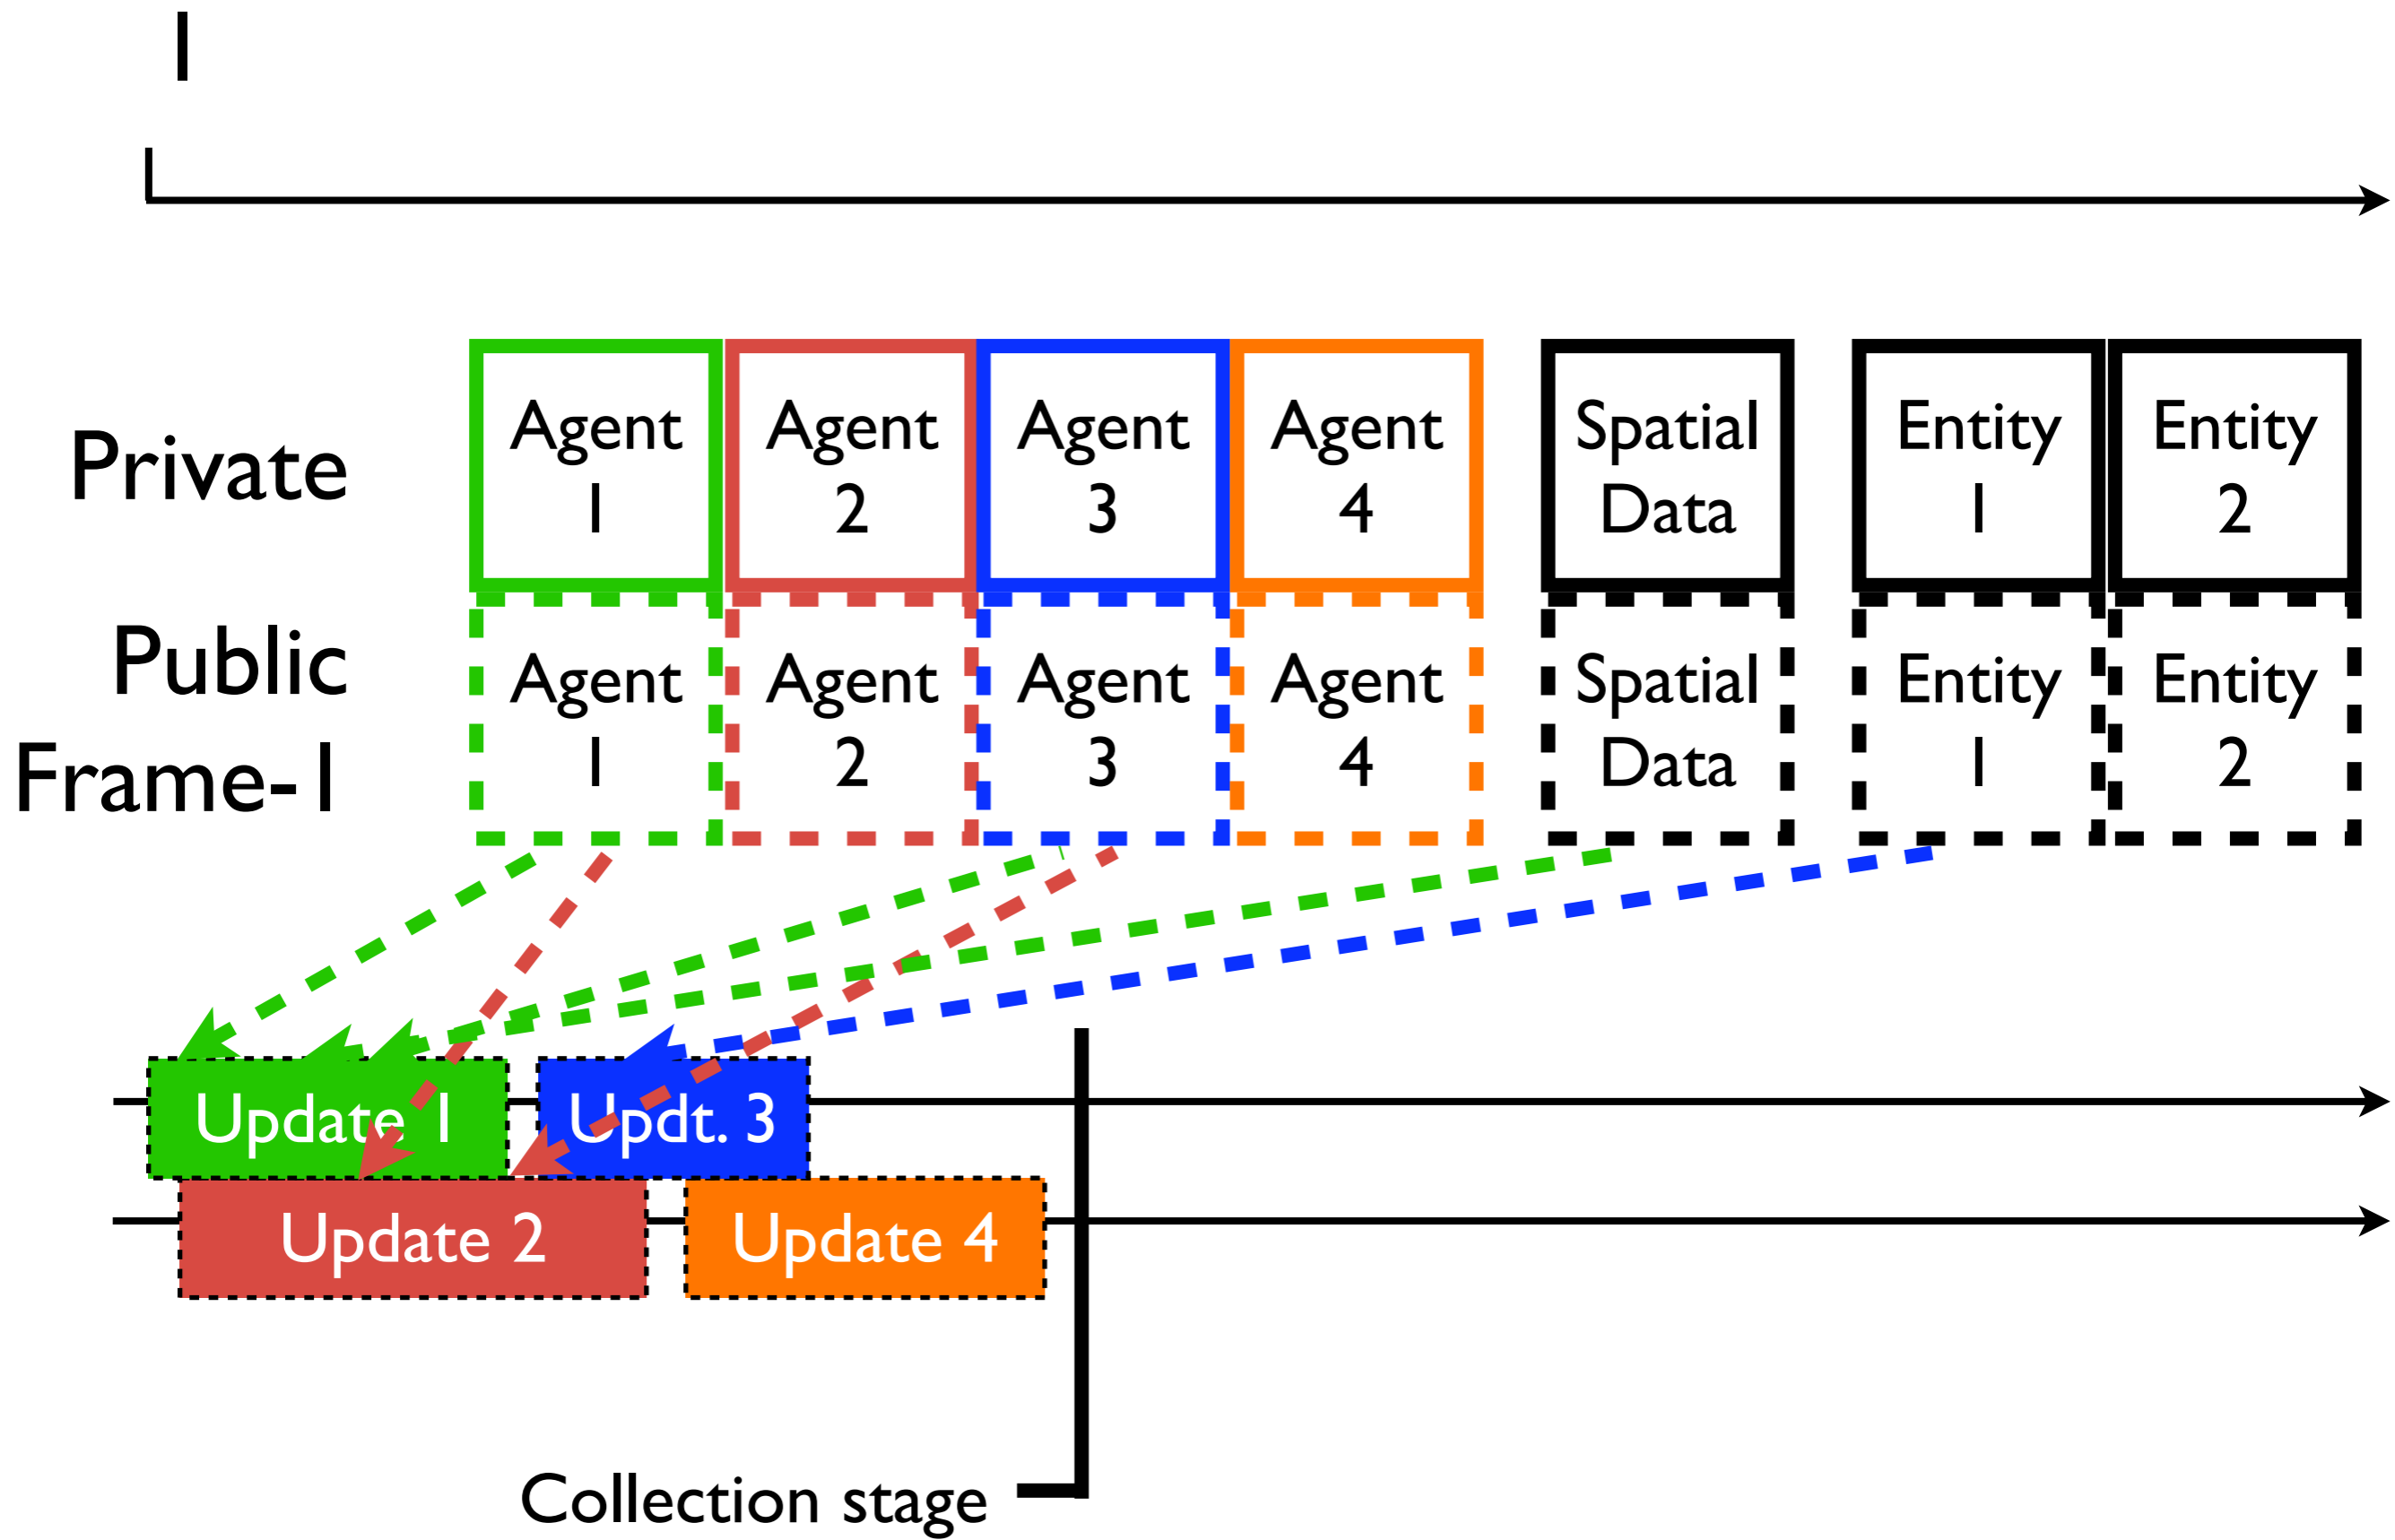 1
Private
Agent
1
Agent
2
Agent
3
Agent
4
Spatial
Data
Entity
1
Entity
2
Public
Frame-1
Agent
1
Agent
2
Agent
3
Agent
4
Spatial
Data
Entity
1
Entity
2
Update 1
Updt. 3
Update 2
Update 4
Collection stage